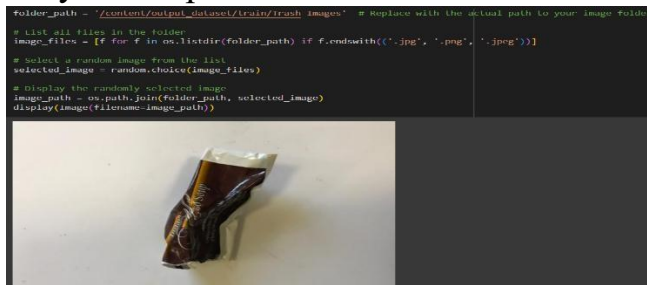 folder_path = '/content/output_dataset/train/Trash Images' # Replace with the actual path to your image folde
# List all files in the folder
image_files = [f for f in os.listdir(folder_path) if f.endswith(('.jpg', '.png', '.jpeg'))]
# Select a random image from the list
selected_image = random.choice(image_files)
# Display the randomly selected image
image_path = os.path.join(folder_path, selected_image)
display(Image(filename=image_path))